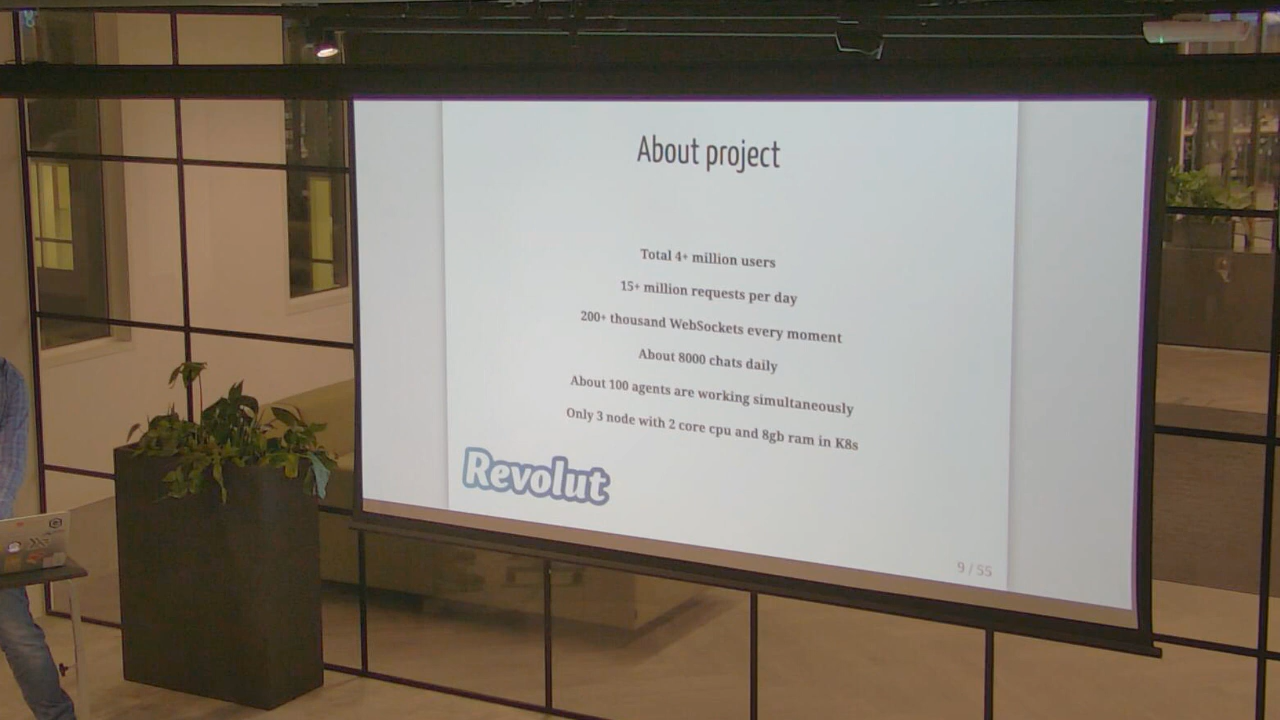 About project
Total 4+ million users
15+ million requests per day
200+ thousand WebSockets every moment
About 8000 chats daily
About 100 agents are working simultaneously
Only 3 node with 2 core cpu and 8gb ram in K8s
Revolut
9 / 55